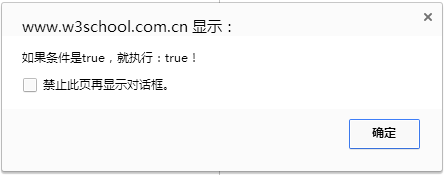 www.w3school.com.cn 显示：
如果条件是true，就执行：true！
禁止此页再显示对话框。
确定